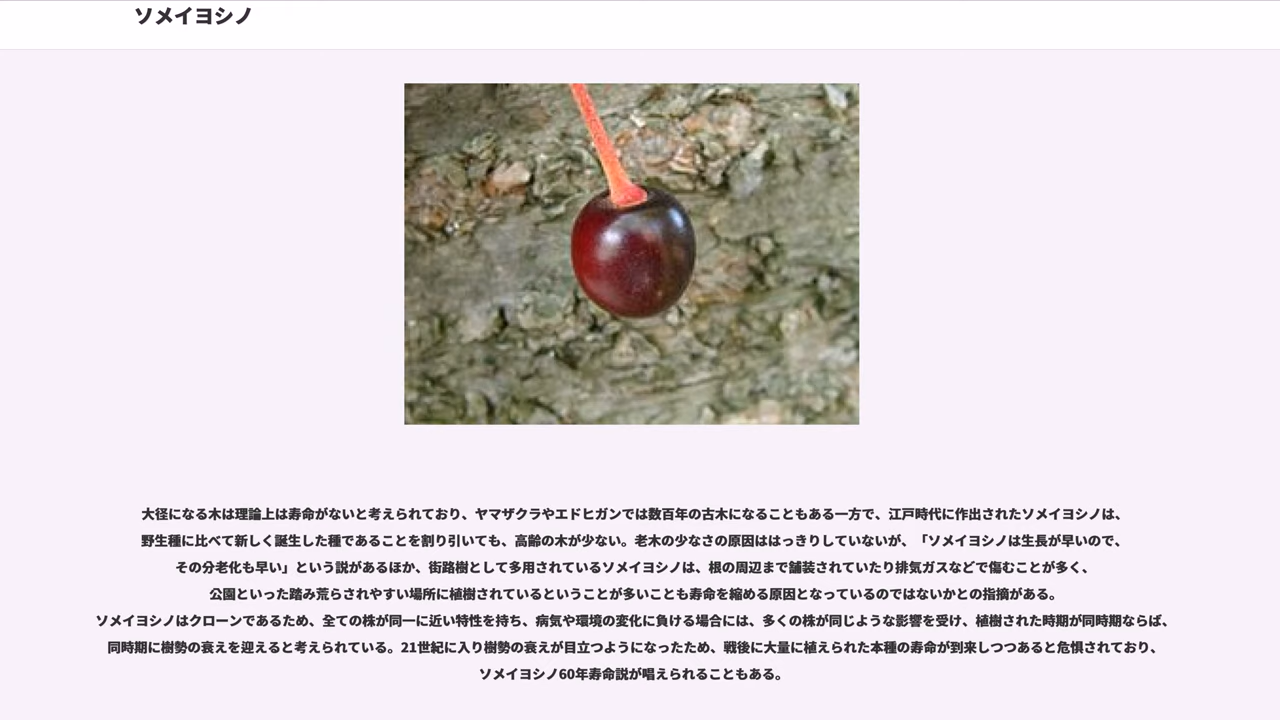 ソメイヨシノ
大径になる木は理論上は寿命がないと考えられており、ヤマザクラやエドヒガンでは数百年の古木になることもある一方で、江戸時代に作出されたソメイヨシノは、
野生種に比べて新しく誕生した種であることを割り引いても、高齢の木が少ない。老木の少なさの原因ははっきりしていないが、「ソメイヨシノは生長が早いので、
その分老化も早い」という説があるほか、街路樹として多用されているソメイヨシノは、根の周辺まで舗装されていたり排気ガスなどで傷むことが多く、
公園といった踏み荒らされやすい場所に植樹されているということが多いことも寿命を縮める原因となっているのではないかとの指摘がある。
ソメイヨシノはクローンであるため、全ての株が同一に近い特性を持ち、病気や環境の変化に負ける場合には、多くの株が同じような影響を受け、植樹された時期が同時期ならば、
同時期に樹勢の衰えを迎えると考えられている。21世紀に入り樹勢の衰えが目立つようになったため、戦後に大量に植えられた本種の寿命が到来しつつあると危惧されており、
ソメイヨシノ60年寿命説が唱えられることもある。